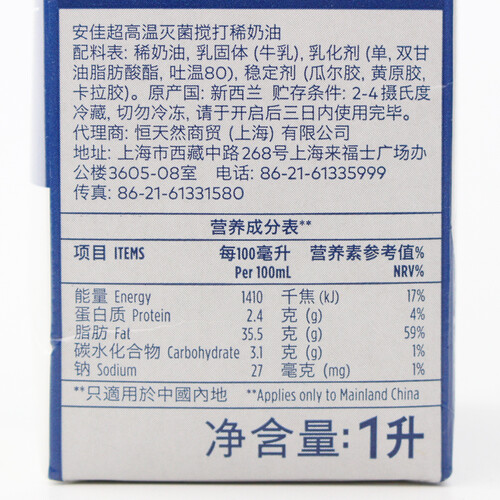 安佳超高温灭菌搅打稀奶油
配料表: 稀奶油, 乳固体 (牛乳), 乳化剂 (单, 双甘
油脂肪酸酯, 吐温80), 稳定剂 (瓜尔胶, 黄原胶,
卡拉胶)。原产国: 新西兰 贮存条件: 2-4摄氏度
冷藏, 切勿冷冻, 请于开启后三日内使用完毕。
代理商: 恒天然商贸 (上海) 有限公司
地址: 上海市西藏中路268号上海来福士广场办
公楼3605-08室 电话: 86-21-61335999
传真: 86-21-61331580
营养成分表**
项目 ITEMS 每100毫升 营养素参考值%
Per 100mL NRV%
能量 Energy 1410 千焦 (kJ) 17%
蛋白质 Protein 2.4 克 (g) 4%
脂肪 Fat 35.5 克 (g) 59%
碳水化合物 Carbohydrate 3.1 克 (g) 1%
钠 Sodium 27 毫克 (mg) 1%
**只適用於中國內地 **Applies only to Mainland China
净含量: 1升